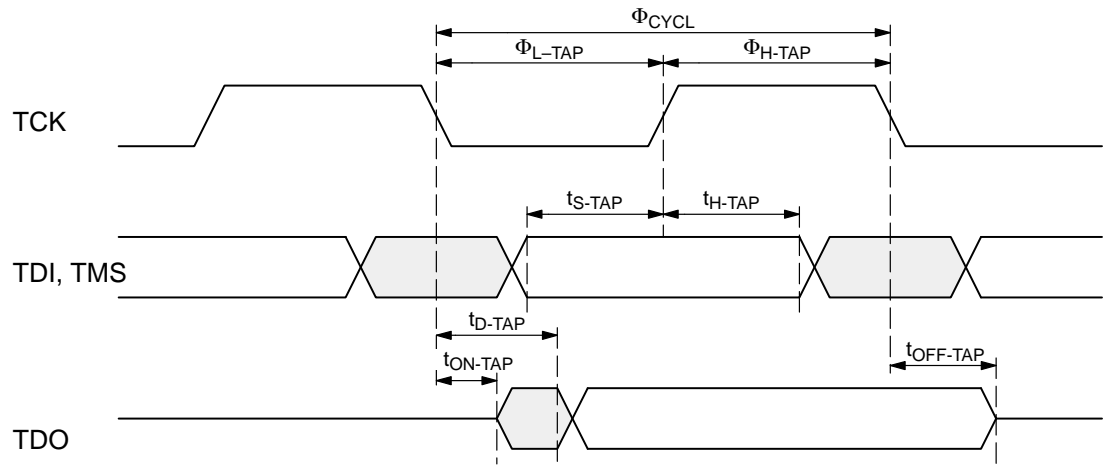 ΦCYCL
ΦL–TAP ΦH-TAP
TCK
tS-TAP tH-TAP
TDI, TMS
tD-TAP
tON-TAP tOFF-TAP
TDO